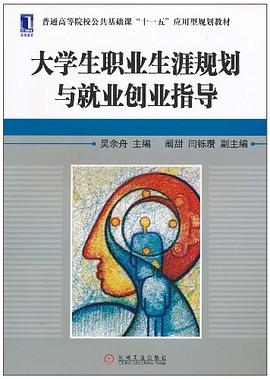 普通高等院校公共基础课“十一五”应用型规划教材
大学生职业生涯规划
与就业创业指导
吴余舟 主编 阚甜 闫铄瓒 副主编
机械工业出版社